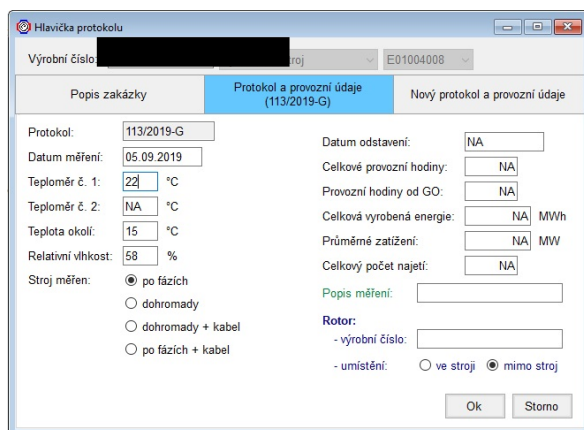 Hlavička protokolu
Výrobní číslo:
troj
E01004008
Popis zakázky
Protokol a provozní údaje
(113/2019-G)
Nový protokol a provozní údaje
Protokol: 113/2019-G
Datum měření: 05.09.2019
Teploměr č. 1: 22 °C
Teploměr č. 2: NA °C
Teplota okolí: 15 °C
Relativní vlhkost: 58 %
Stroj měřen: po fázích
dohromady
dohromady + kabel
po fázích + kabel
Datum odstavení: NA
Celkové provozní hodiny: NA
Provozní hodiny od GO: NA
Celková vyrobená energie: NA MWh
Průměrné zatížení: NA MW
Celkový počet najetí: NA
Popis měření:
Rotor:
- výrobní číslo:
- umístění: ve stroji mimo stroj
Ok Storno